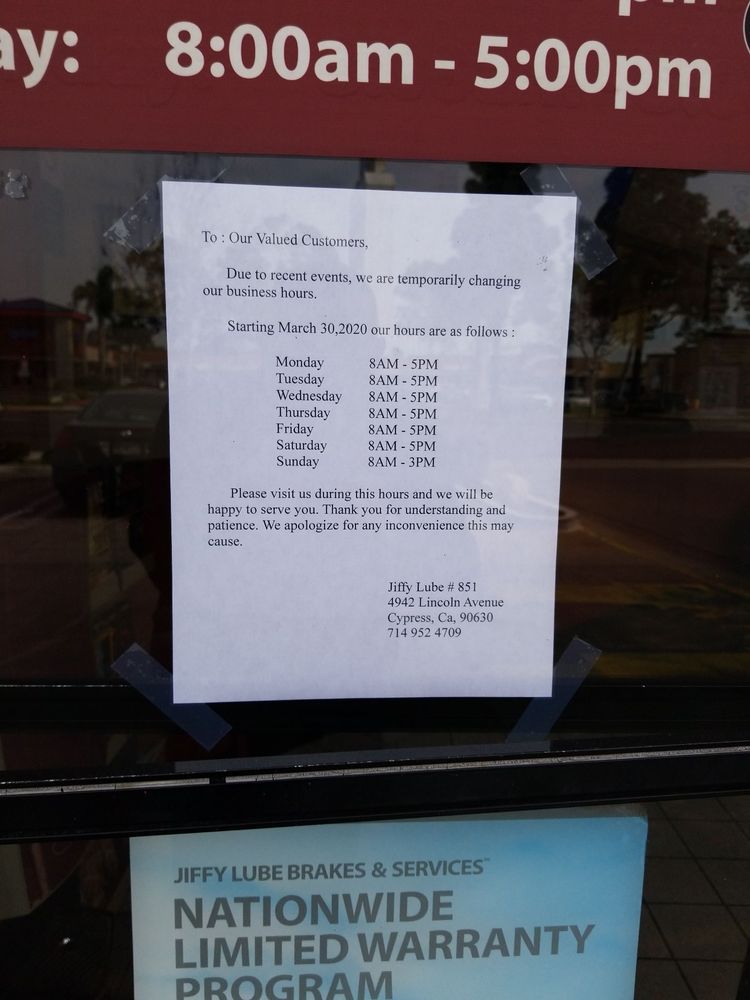 ay: 8:00am - 5:00pm
To : Our Valued Customers,
Due to recent events, we are temporarily changing
our business hours.
Starting March 30,2020 our hours are as follows :
Monday 8AM - 5PM
Tuesday 8AM - 5PM
Wednesday 8AM - 5PM
Thursday 8AM - 5PM
Friday 8AM - 5PM
Saturday 8AM - 5PM
Sunday 8AM - 3PM
Please visit us during this hours and we will be
happy to serve you. Thank you for understanding and
patience. We apologize for any inconvenience this may
cause.
Jiffy Lube # 851
4942 Lincoln Avenue
Cypress, Ca, 90630
714 952 4709
JIFFY LUBE BRAKES & SERVICES℠
NATIONWIDE
LIMITED WARRANTY
PROGRAM